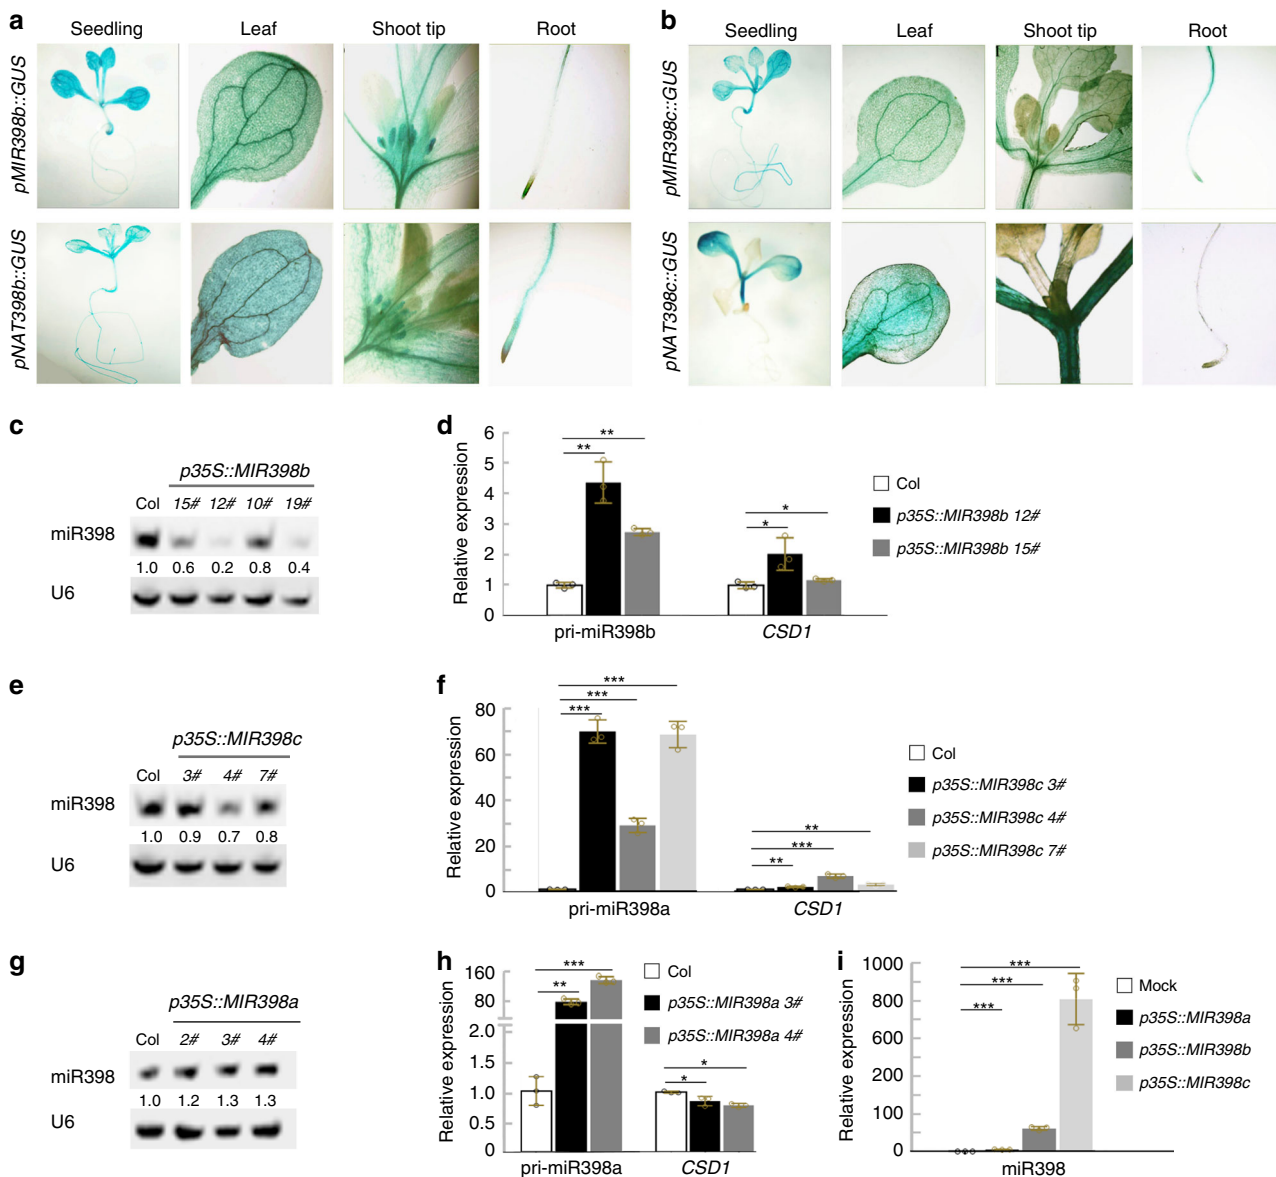 a
Seedling Leaf Shoot tip Root
pMIR398b::GUS
pNAT398b::GUS
b
Seedling Leaf Shoot tip Root
pMIR398c::GUS
pNAT398c::GUS
c
p35S::MIR398b
Col 15# 12# 10# 19#
miR398
1.0 0.6 0.2 0.8 0.4
U6
d
Relative expression
6
5
4
3
2
1
0
** **
* *
pri-miR398b CSD1
Col
p35S::MIR398b 12#
p35S::MIR398b 15#
e
p35S::MIR398c
Col 3# 4# 7#
miR398
1.0 0.9 0.7 0.8
U6
f
Relative expression
80
60
40
20
0
*** *** ***
** *** **
pri-miR398a CSD1
Col
p35S::MIR398c 3#
p35S::MIR398c 4#
p35S::MIR398c 7#
g
p35S::MIR398a
Col 2# 3# 4#
miR398
1.0 1.2 1.3 1.3
U6
h
Relative expression
160
80
2.0
1.5
1.0
0.5
0
** ***
* *
pri-miR398a CSD1
Col
p35S::MIR398a 3#
p35S::MIR398a 4#
i
Relative expression
1000
800
600
200
100
0
*** *** ***
miR398
Mock
p35S::MIR398a
p35S::MIR398b
p35S::MIR398c